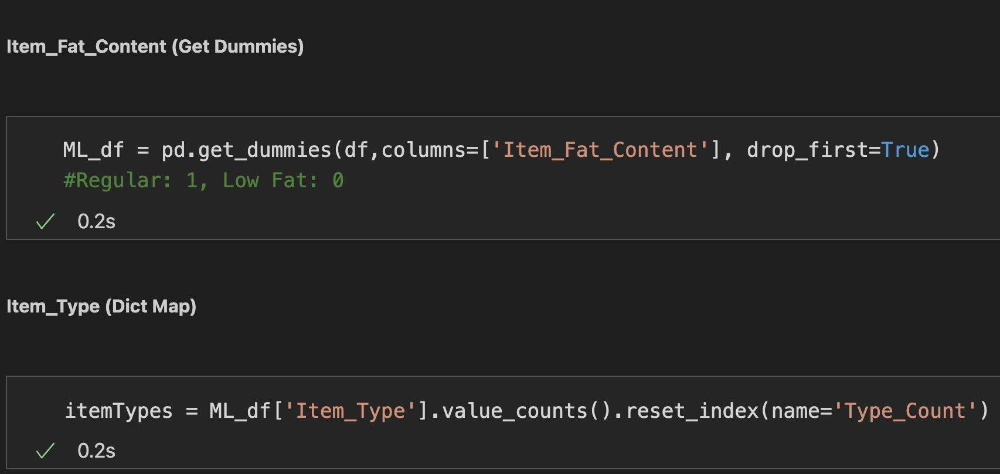 Item_Fat_Content (Get Dummies)
ML_df = pd.get_dummies(df,columns=['Item_Fat_Content'], drop_first=True)
#Regular: 1, Low Fat: 0
0.2s
Item_Type (Dict Map)
itemTypes = ML_df['Item_Type'].value_counts().reset_index(name='Type_Count')
0.2s